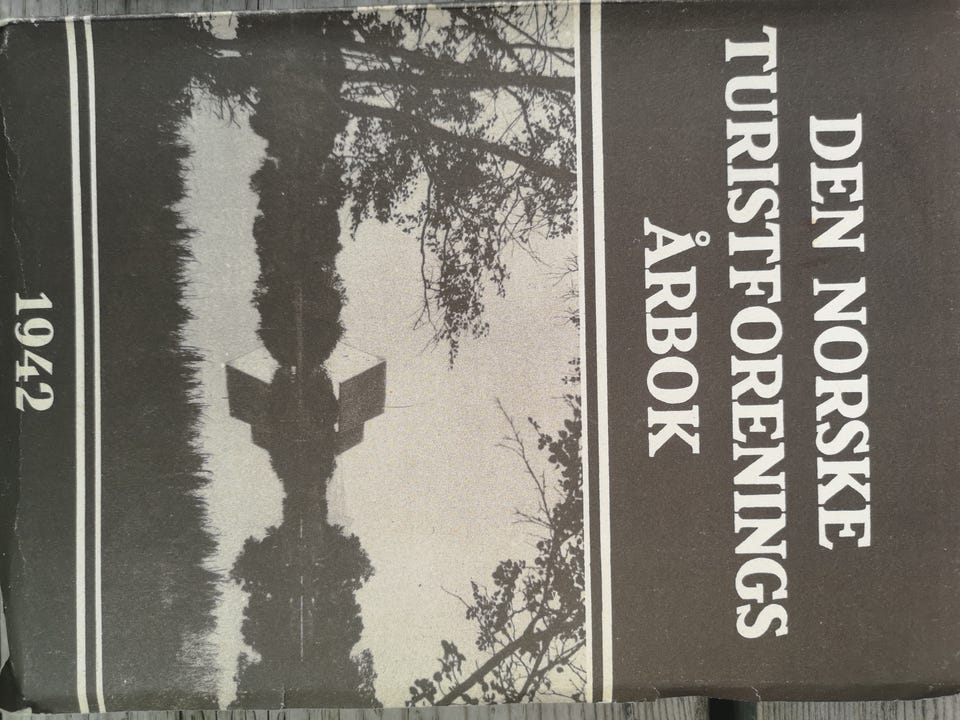 DEN NORSKE
TURISTFORENINGS
ÅRBOK
1942